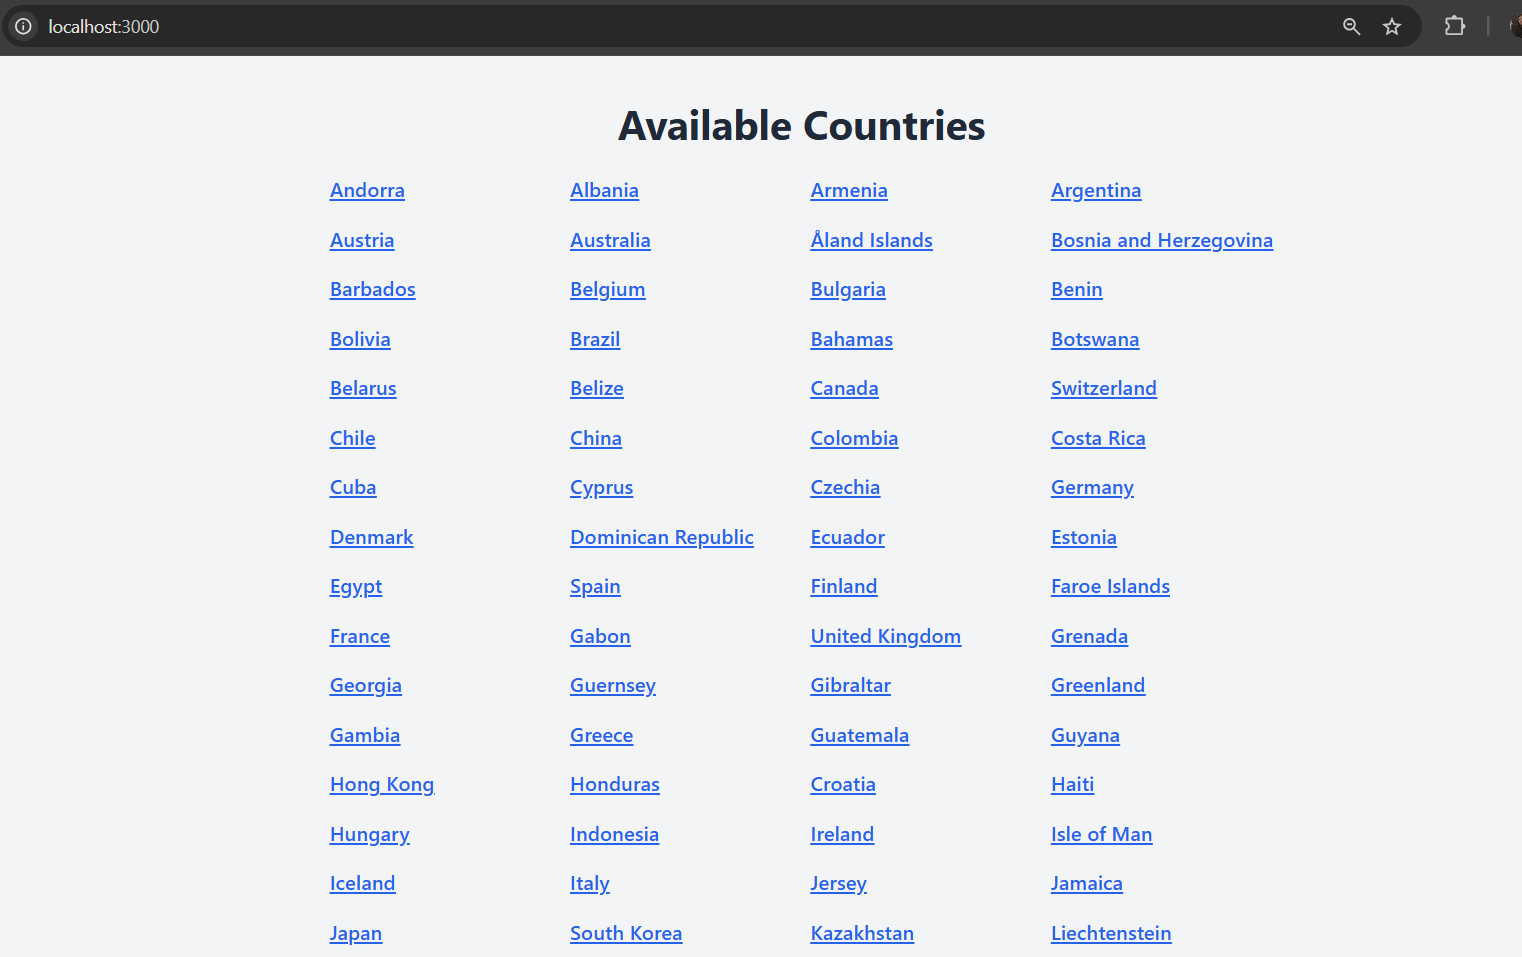 localhost:3000
Available Countries
Andorra Albania Armenia Argentina
Austria Australia Åland Islands Bosnia and Herzegovina
Barbados Belgium Bulgaria Benin
Bolivia Brazil Bahamas Botswana
Belarus Belize Canada Switzerland
Chile China Colombia Costa Rica
Cuba Cyprus Czechia Germany
Denmark Dominican Republic Ecuador Estonia
Egypt Spain Finland Faroe Islands
France Gabon United Kingdom Grenada
Georgia Guernsey Gibraltar Greenland
Gambia Greece Guatemala Guyana
Hong Kong Honduras Croatia Haiti
Hungary Indonesia Ireland Isle of Man
Iceland Italy Jersey Jamaica
Japan South Korea Kazakhstan Liechtenstein